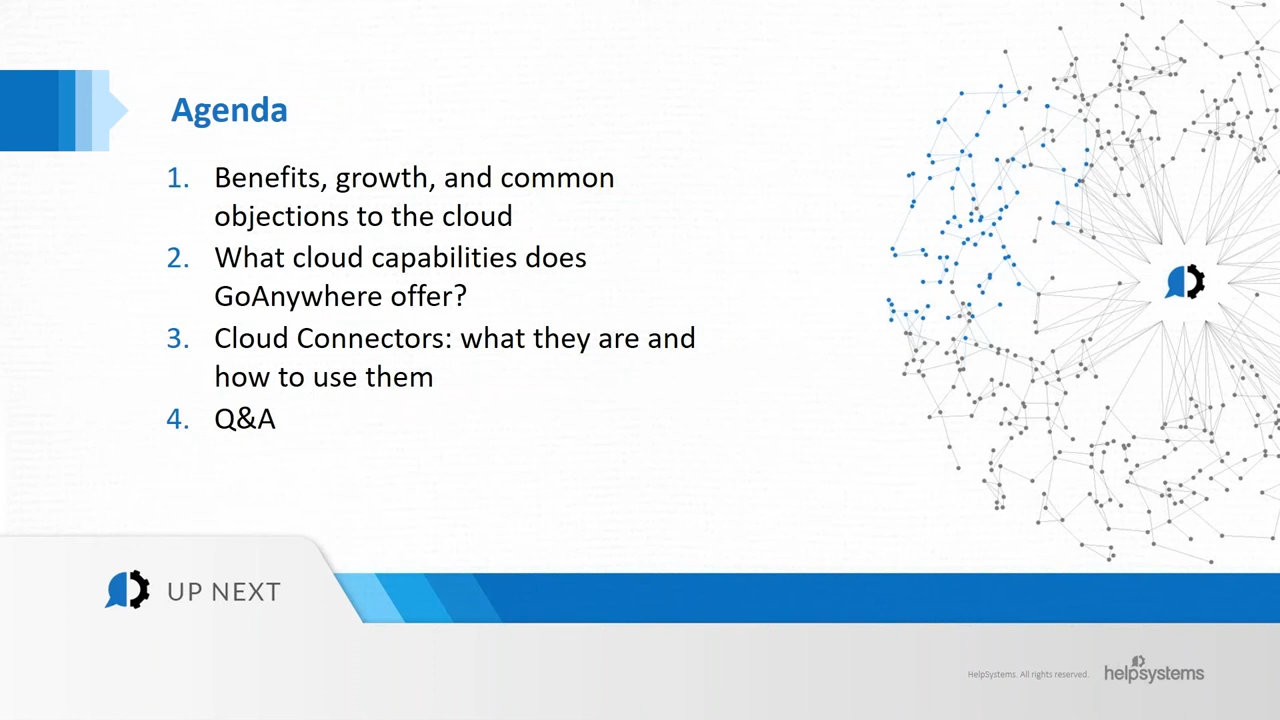 Agenda
1. Benefits, growth, and common
objections to the cloud
2. What cloud capabilities does
GoAnywhere offer?
3. Cloud Connectors: what they are and
how to use them
4. Q&A
UP NEXT
HelpSystems. All rights reserved.
helpsystems